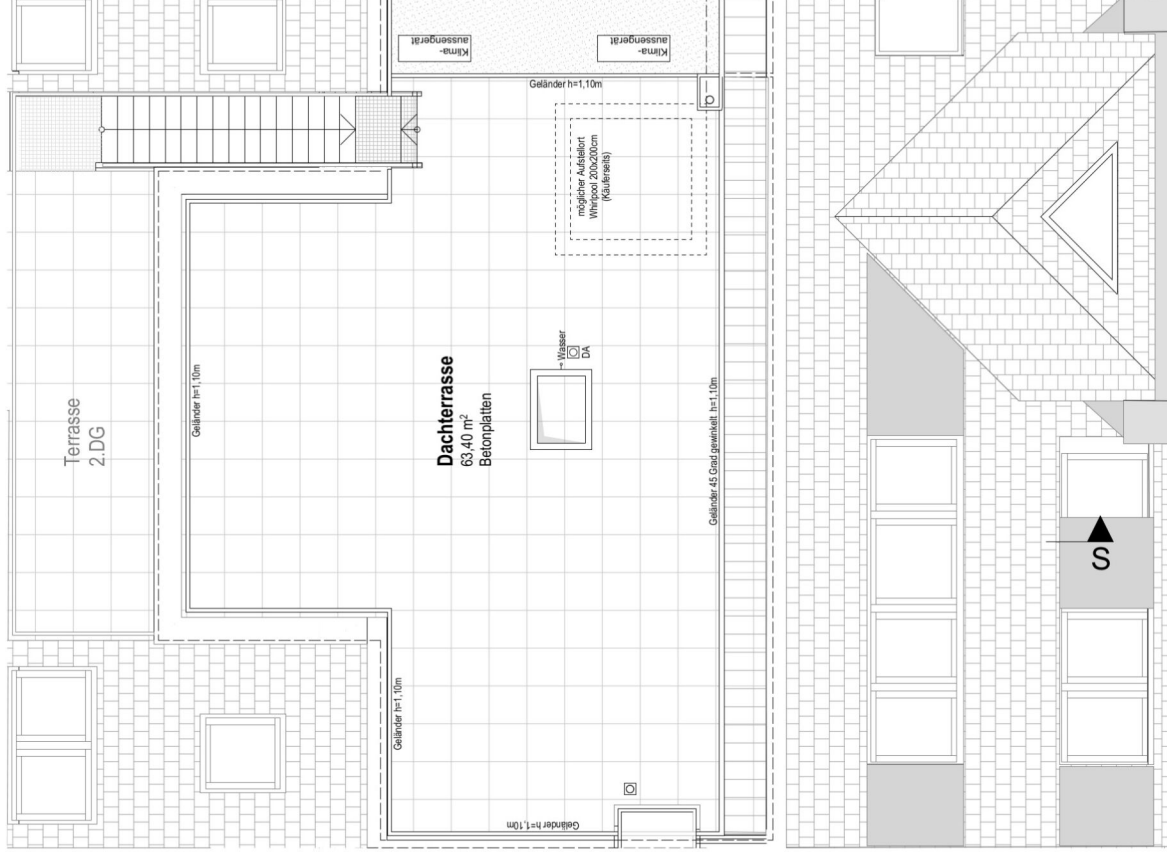 Klima-
aussengerät
Klima-
aussengerät
Geländer h=1,10m
möglicher Aufstellort
Whirlpool 200x200cm
(Käuferseits)
Terrasse
2.DG
Geländer h=1,10m
Dachterrasse
63,40 m²
Betonplatten
Wasser
DA
Geländer 45 Grad gewinkelt h=1,10m
Geländer h=1,10m
Geländer h=1,10m
S